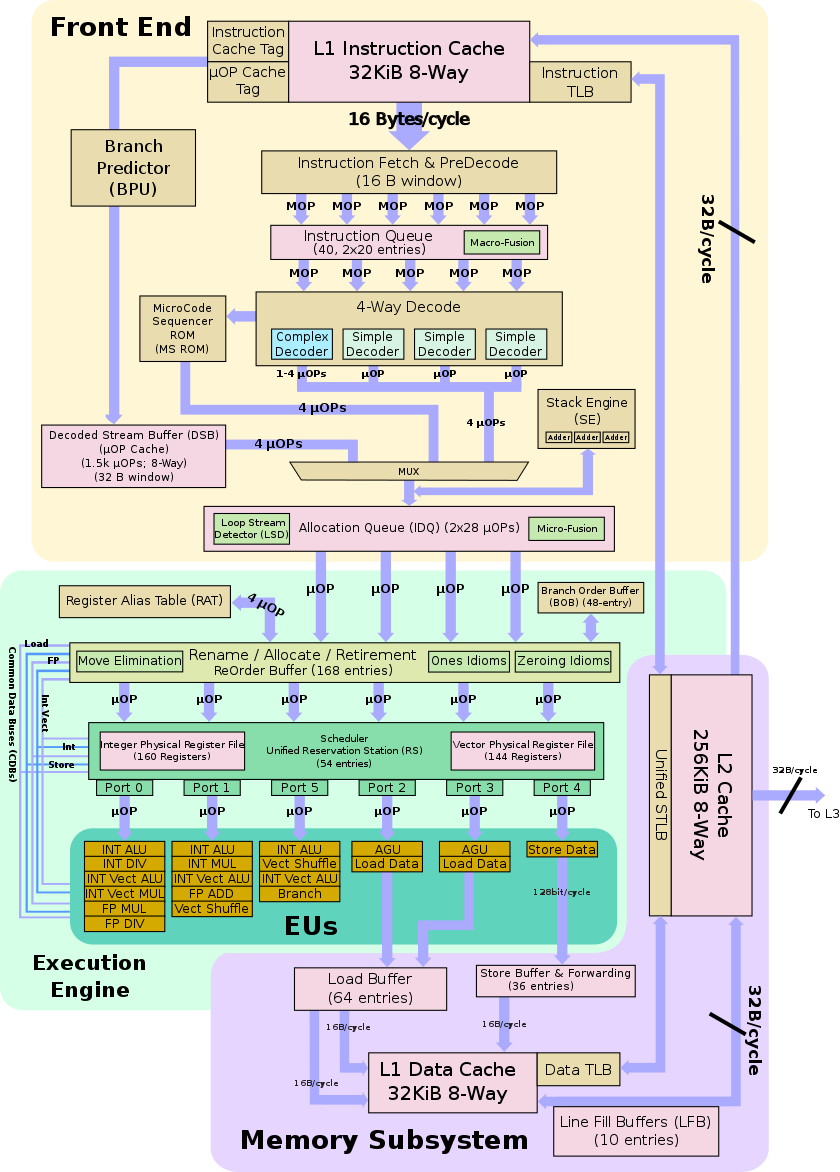 Front End
Instruction
Cache Tag
µOP Cache
Tag
L1 Instruction Cache
32KiB 8-Way
Instruction
TLB
16 Bytes/cycle
Branch
Predictor
(BPU)
Instruction Fetch & PreDecode
(16 B window)
MOP MOP MOP MOP MOP MOP
Instruction Queue
(40, 2x20 entries)
Macro-Fusion
MOP MOP MOP MOP MOP
32B/cycle
MicroCode
Sequencer
ROM
(MS ROM)
4-Way Decode
Complex
Decoder
Simple
Decoder
Simple
Decoder
Simple
Decoder
1-4 µOPs µOP µOP µOP
4 µOPs
4 µOPs
4 µOPs
Stack Engine
(SE)
Adder Adder Adder
Decoded Stream Buffer (DSB)
(µOP Cache)
(1.5k µOPs; 8-Way)
(32 B window)
MUX
Loop Stream
Detector (LSD)
Allocation Queue (IDQ) (2x28 µOPs)
Micro-Fusion
µOP µOP µOP µOP
Register Alias Table (RAT)
4 µOP
Branch Order Buffer
(BOB) (48-entry)
Load
FP
Common Data Buses (CDBs)
Int Vect
Int
Store
Move Elimination
Rename / Allocate / Retirement
ReOrder Buffer (168 entries)
Ones Idioms
Zeroing Idioms
µOP µOP µOP µOP µOP µOP
Integer Physical Register File
(160 Registers)
Scheduler
Unified Reservation Station (RS)
(54 entries)
Vector Physical Register File
(144 Registers)
Port 0 Port 1 Port 5 Port 2 Port 3 Port 4
µOP µOP µOP µOP µOP µOP
INT ALU
INT DIV
INT Vect ALU
INT Vect MUL
FP MUL
FP DIV
INT ALU
INT MUL
INT Vect ALU
FP ADD
Vect Shuffle
INT ALU
Vect Shuffle
INT Vect ALU
Branch
AGU
Load Data
AGU
Load Data
Store Data
128bit/cycle
EUs
Execution
Engine
Unified STLB
L2 Cache
256KiB 8-Way
32B/cycle
To L3
Load Buffer
(64 entries)
Store Buffer & Forwarding
(36 entries)
16B/cycle
16B/cycle
16B/cycle
32B/cycle
L1 Data Cache
32KiB 8-Way
Data TLB
Line Fill Buffers (LFB)
(10 entries)
Memory Subsystem